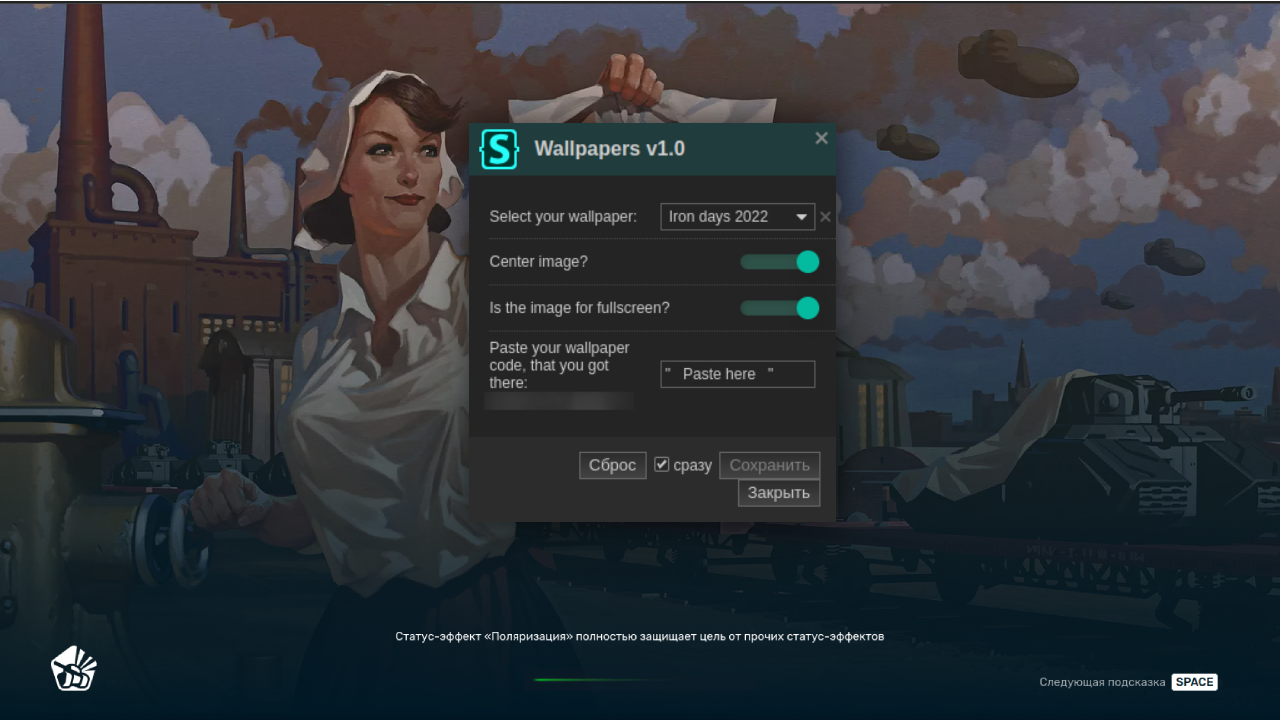 S
Wallpapers v1.0
Select your wallpaper: Iron days 2022
Center image?
Is the image for fullscreen?
Paste your wallpaper
code, that you got
there:
" Paste here "
Сброс сразу Сохранить
Закрыть
Статус-эффект «Поляризация» полностью защищает цель от прочих статус-эффектов
Следующая подсказка SPACE